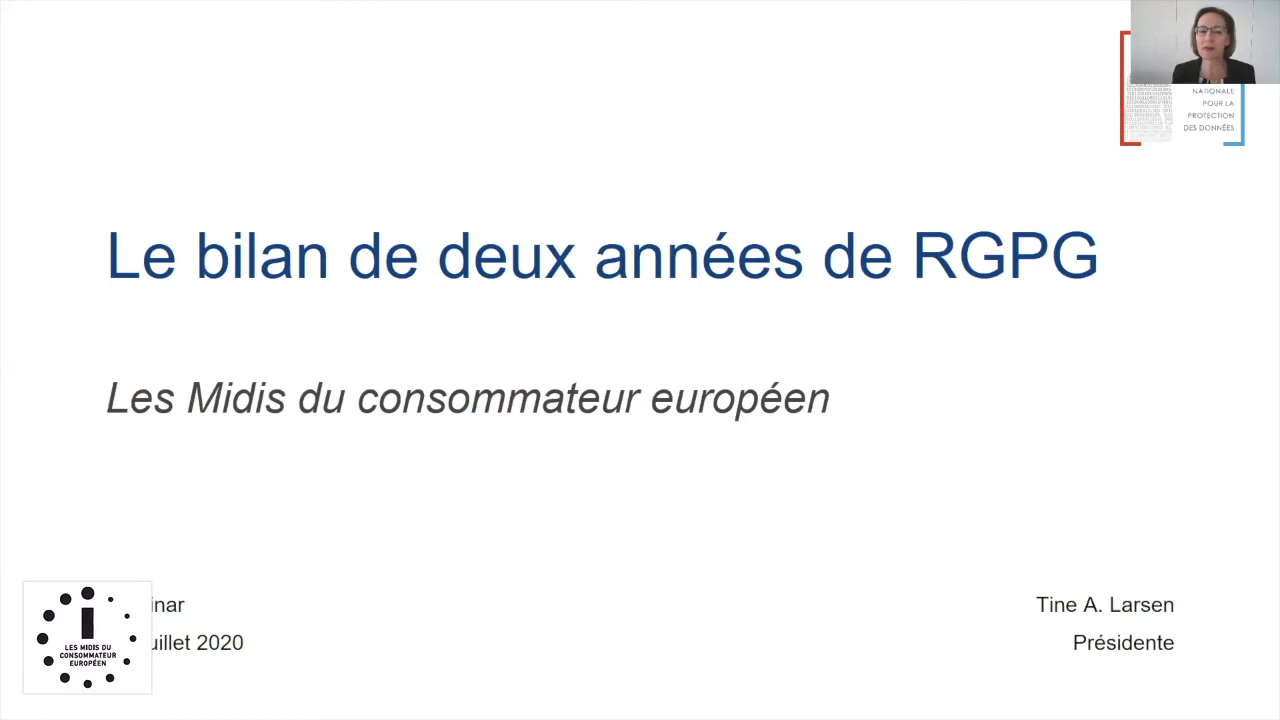 NATIONALE
POUR LA
PROTECTION
DES DONNÉES
Le bilan de deux années de RGPG
Les Midis du consommateur européen
inar
uillet 2020
Tine A. Larsen
Présidente
LES MIDIS DU
CONSOMMATEUR
EUROPÉEN